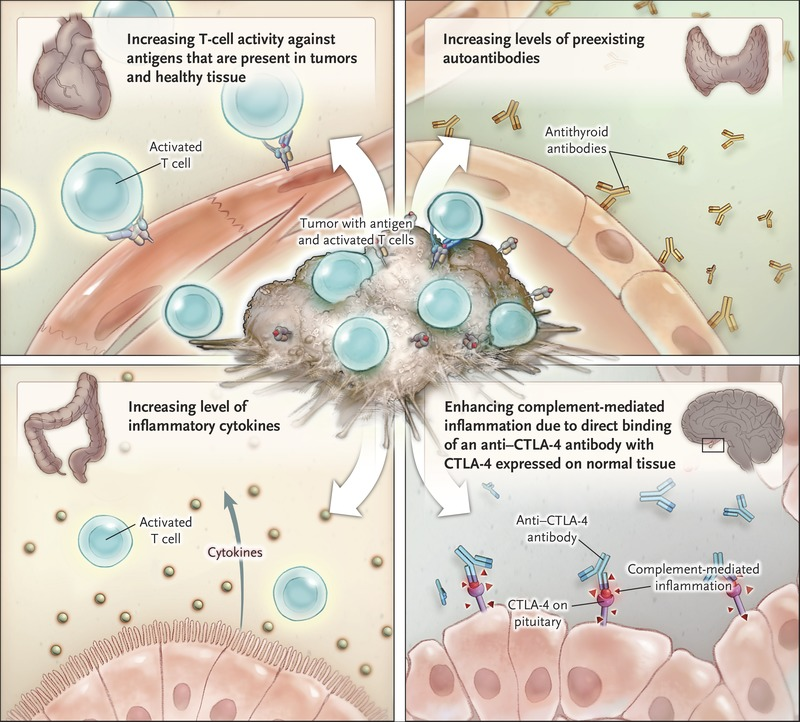 Increasing T-cell activity against
antigens that are present in tumors
and healthy tissue
Activated
T cell
Increasing levels of preexisting
autoantibodies
Antithyroid
antibodies
Tumor with antigen
and activated T cells
Increasing level of
inflammatory cytokines
Activated
T cell
Cytokines
Enhancing complement-mediated
inflammation due to direct binding
of an anti–CTLA-4 antibody with
CTLA-4 expressed on normal tissue
Anti–CTLA-4
antibody
Complement-mediated
inflammation
CTLA-4 on
pituitary